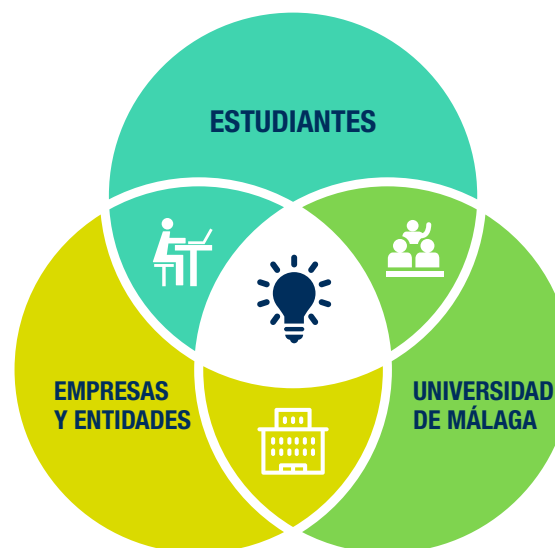 ESTUDIANTES
EMPRESAS
Y ENTIDADES
UNIVERSIDAD
DE MÁLAGA